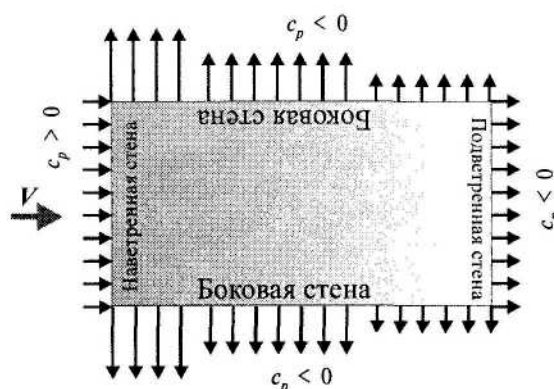 c_p < 0
c_p > 0
Боковая стена
Наветренная стена
Подветренная стена
V
c_p < 0
Боковая стена
c_p < 0